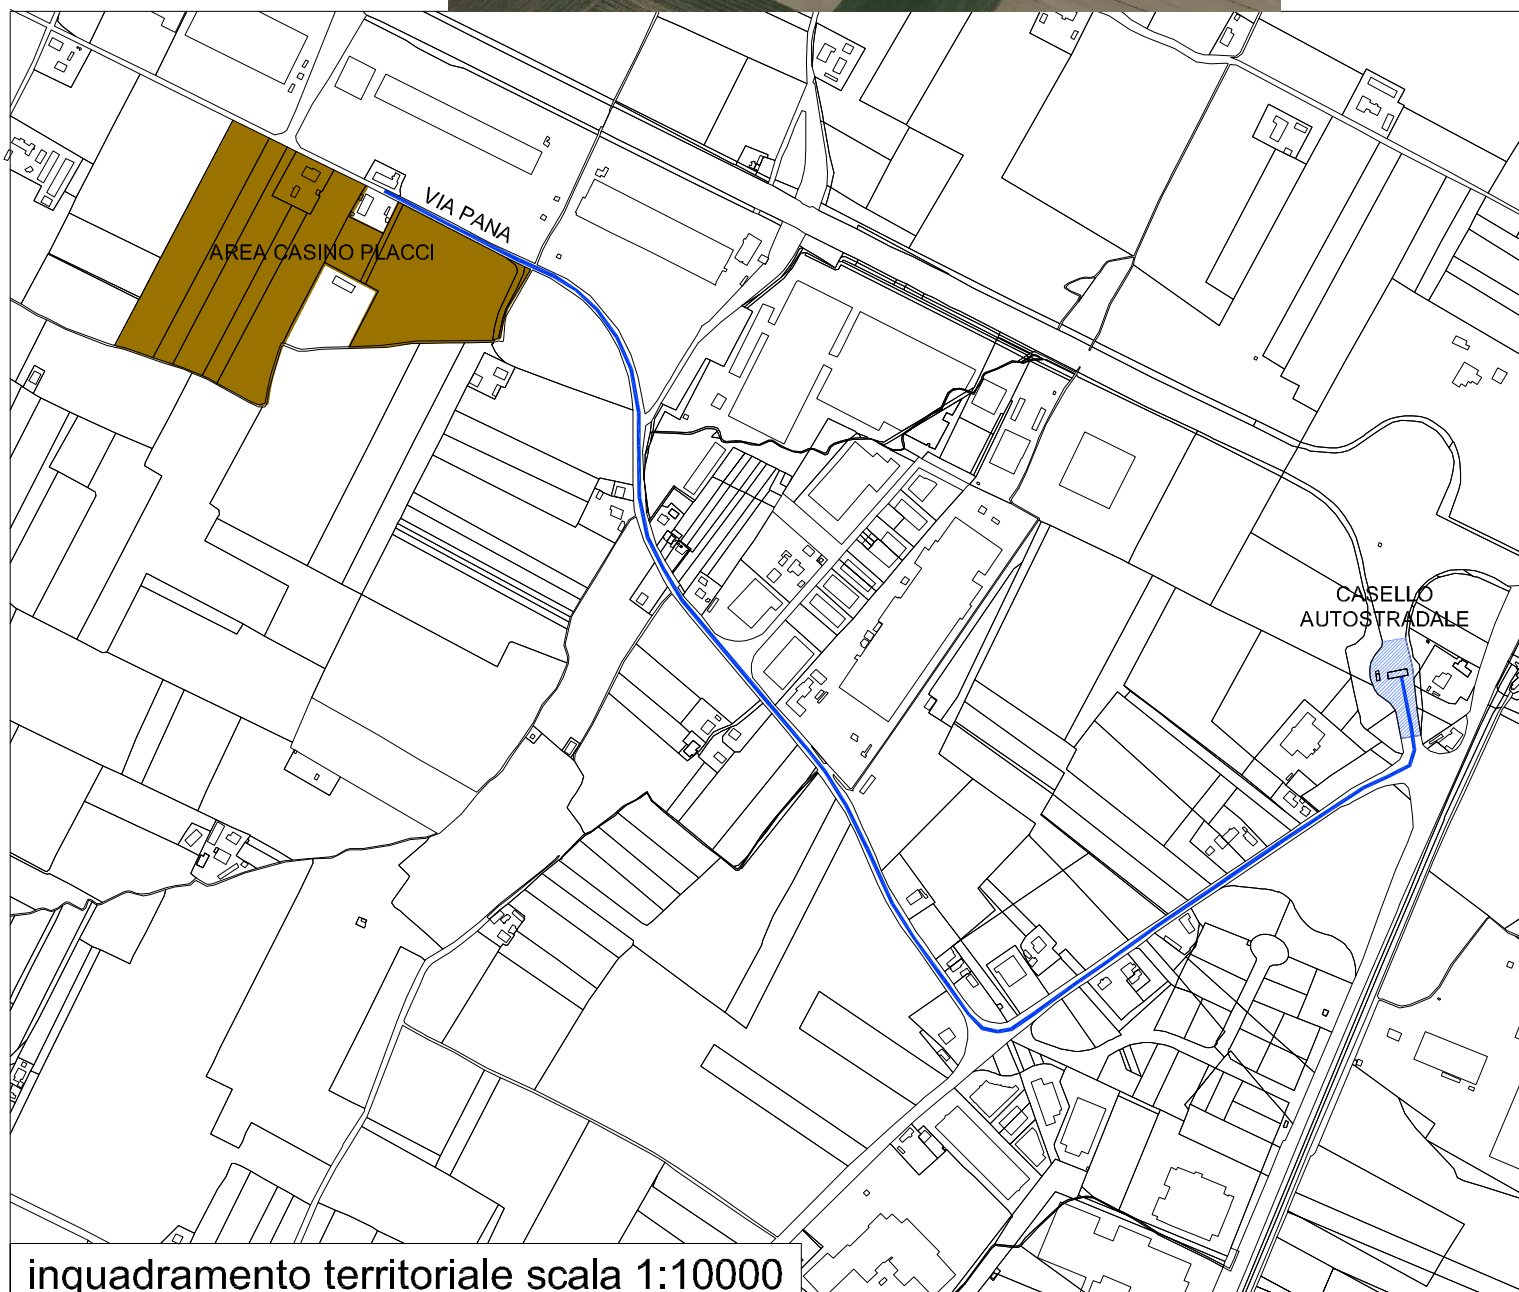 VIA PANA
AREA CASINO PLACCI
CASELLO
AUTOSTRADALE
inquadramento territoriale scala 1:10000